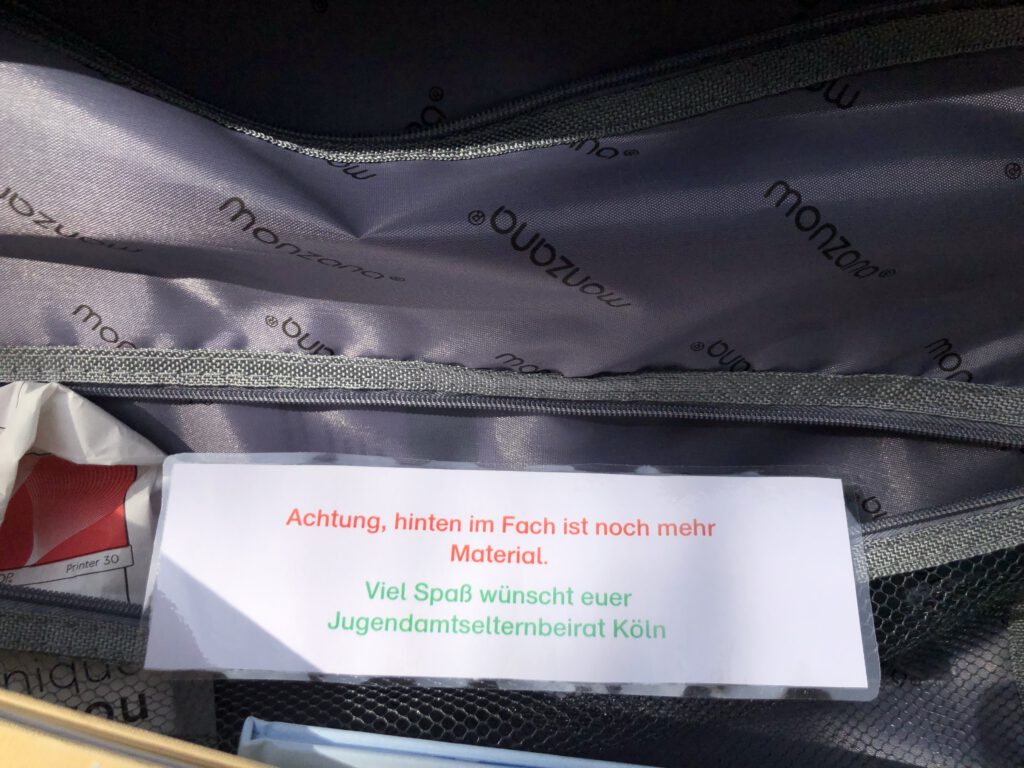 monzana®
monzana®
monzana®
monzana®
monzana®
Achtung, hinten im Fach ist noch mehr
Material.
Viel Spaß wünscht euer
Jugendamtselternbeirat Köln
Printer 30